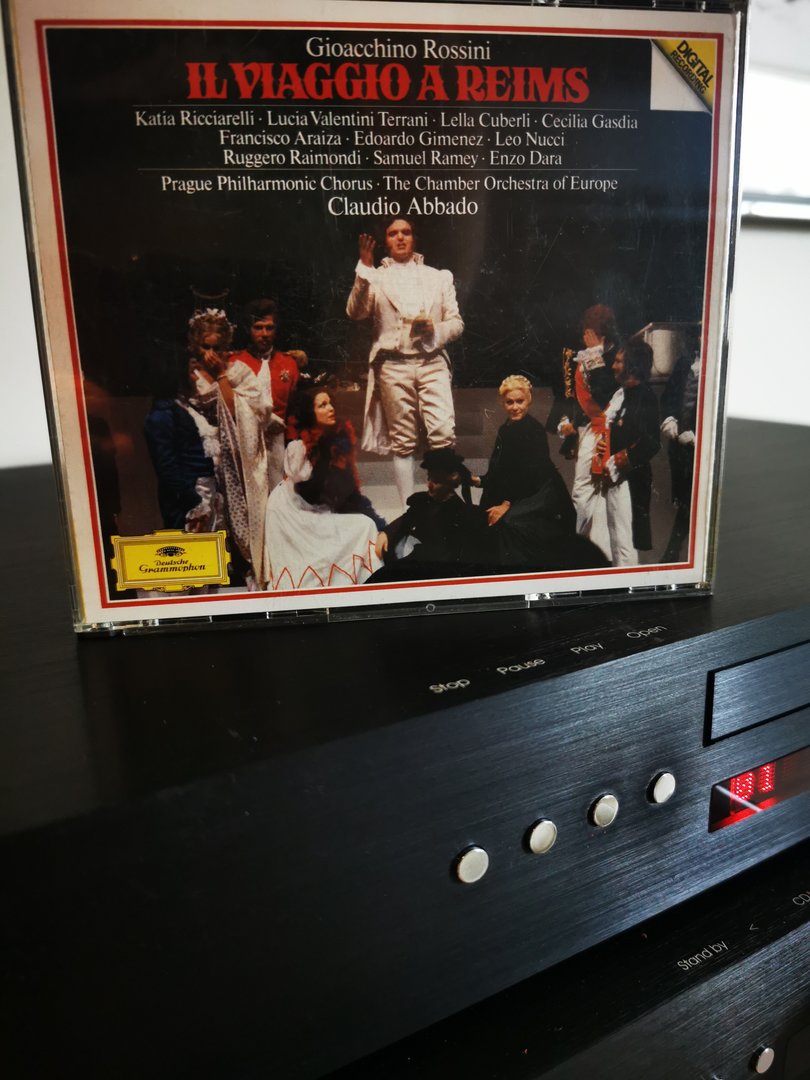 Gioacchino Rossini
IL VIAGGIO A REIMS
DIGITAL
RECORDING
Katia Ricciarelli · Lucia Valentini Terrani · Lella Cuberli · Cecilia Gasdia
Francisco Araiza · Edoardo Gimenez · Leo Nucci
Ruggero Raimondi · Samuel Ramey · Enzo Dara
Prague Philharmonic Chorus · The Chamber Orchestra of Europe
Claudio Abbado
Deutsche
Grammophon
Stop Pause Play Open
01
Stand by < CD